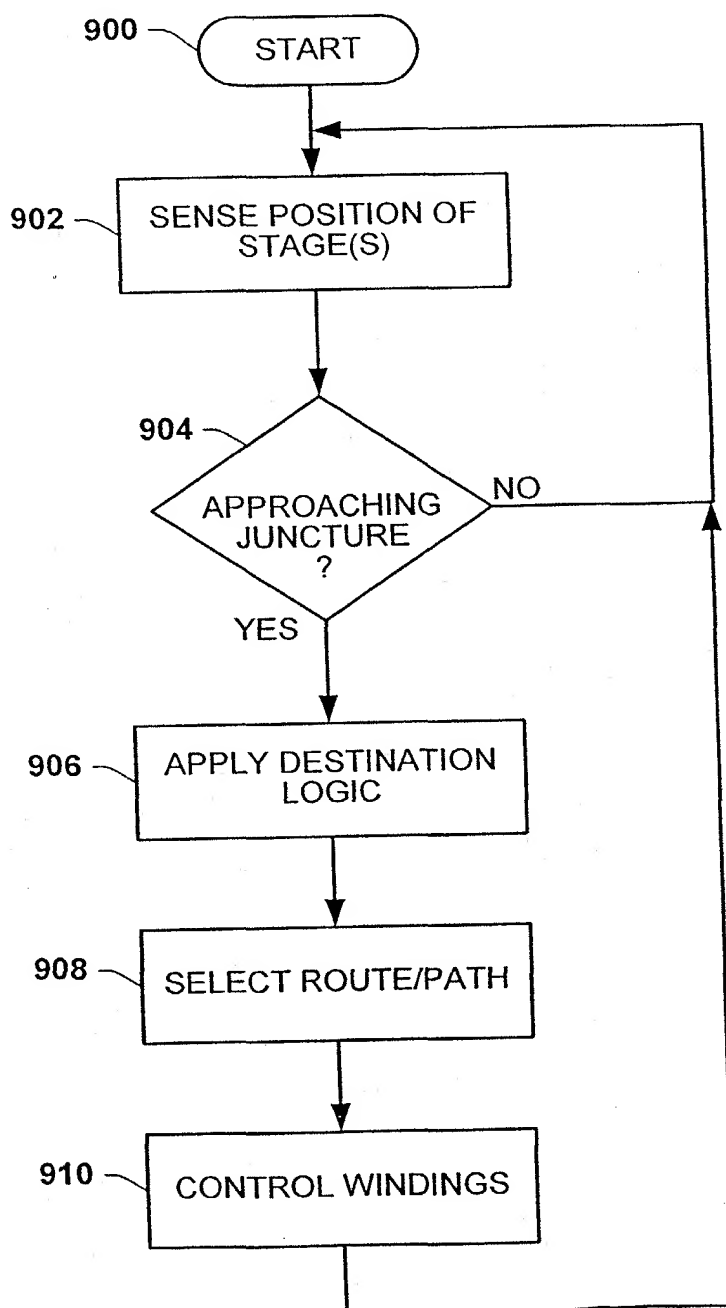 900
START
902
SENSE POSITION OF
STAGE(S)
904
APPROACHING
JUNCTURE
?
NO
YES
906
APPLY DESTINATION
LOGIC
908
SELECT ROUTE/PATH
910
CONTROL WINDINGS